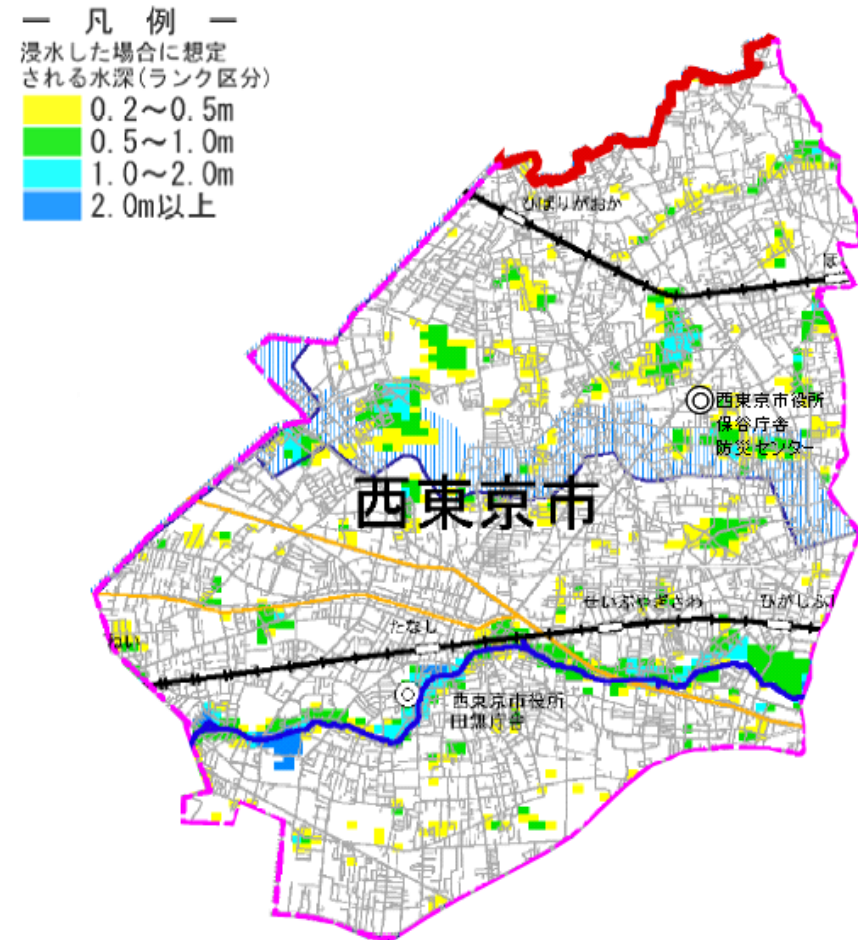 ― 凡 例 ―
浸水した場合に想定
される水深(ランク区分)
0.2～0.5m
0.5～1.0m
1.0～2.0m
2.0m以上
ひばりがおか
ほ
西東京市役所
保谷庁舎
防災センター
西東京市
せいぶやぎさわ
ひがしふ
たなし
西東京市役所
田無庁舎